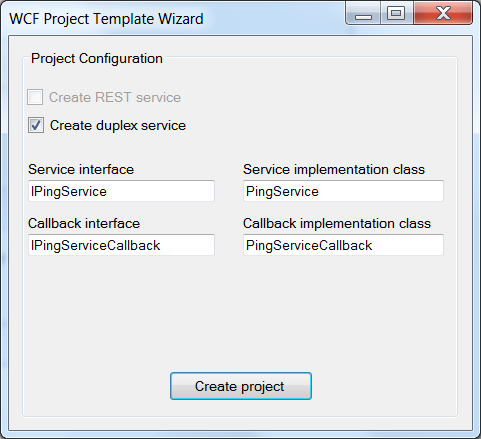 WCF Project Template Wizard
Project Configuration
Create REST service
Create duplex service
Service interface
Service implementation class
IPingService
PingService
Callback interface
Callback implementation class
IPingServiceCallback
PingServiceCallback
Create project